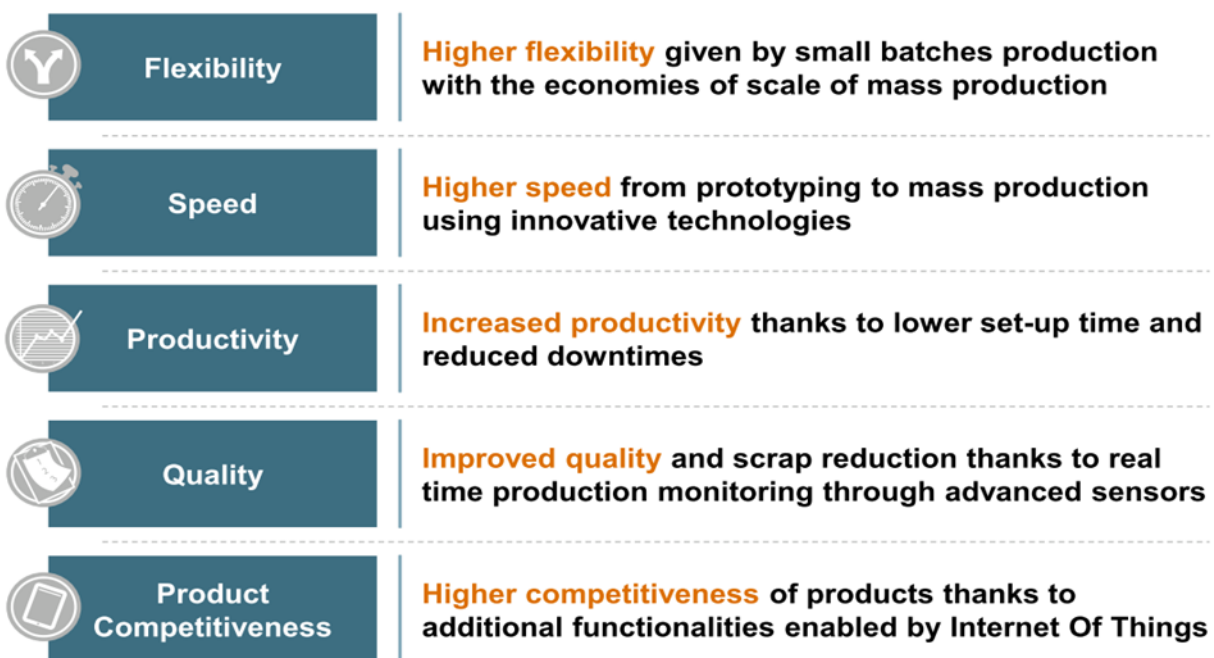 Flexibility
Higher flexibility given by small batches production
with the economies of scale of mass production
Speed
Higher speed from prototyping to mass production
using innovative technologies
Productivity
Increased productivity thanks to lower set-up time and
reduced downtimes
Quality
Improved quality and scrap reduction thanks to real
time production monitoring through advanced sensors
Product
Competitiveness
Higher competitiveness of products thanks to
additional functionalities enabled by Internet Of Things